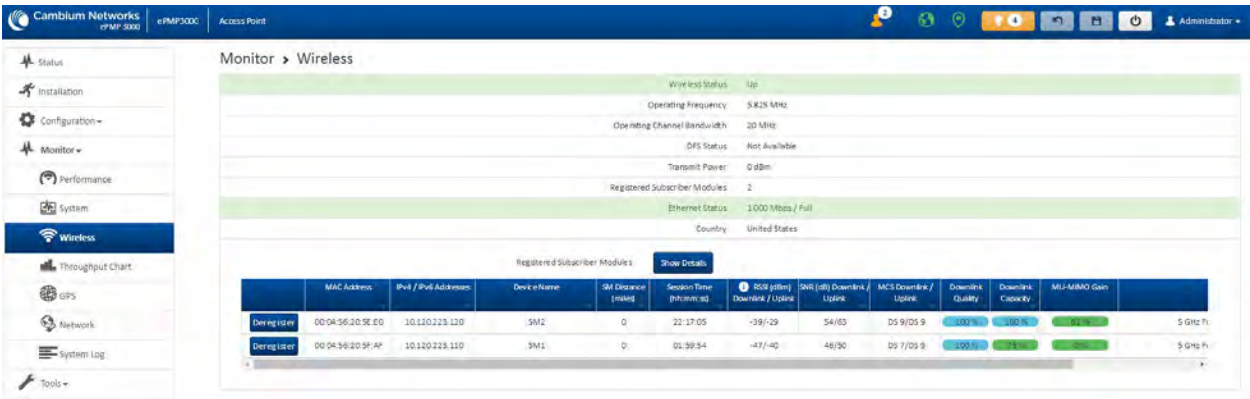 Cambium Networks
ePMP 3000
ePMP3000
Access Point
2
4
Administrator
Status
Installation
Configuration
Monitor
Performance
System
Wireless
Throughput Chart
GPS
Network
System Log
Tools
Monitor > Wireless
Wireless Status Up
Operating Frequency 5825 MHz
Operating Channel Bandwidth 20 MHz
DFS Status Not Available
Transmit Power 0 dBm
Registered Subscriber Modules 2
Ethernet Status 1000 Mbps / Full
Country United States
Registered Subscriber Modules Show Details
MAC Address IPv4 / IPv6 Addresses Device Name SM Distance (miles) Session Time (hh:mm:ss) RSSI (dBm) Downlink / Uplink SNR (dB) Downlink / Uplink MCS Downlink / Uplink Downlink Quality Downlink Capacity MU-MIMO Gain
Deregister 00:04:56:20:5E:E0 10.120.223.120 SM2 0 22:17:05 -39/-29 54/63 DS 9/DS 9 100 % 100 % 5 GHz
Deregister 00:04:56:20:5F:AF 10.120.223.110 SM1 0 01:59:54 -47/-40 46/50 DS 7/DS 9 100 % 5 GHz